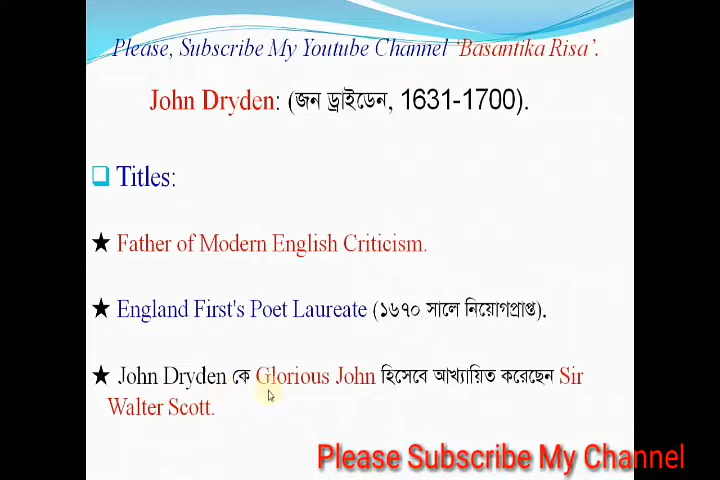 Please, Subscribe My Youtube Channel ‘Basantika Risa’.
John Dryden: (জন ড্রাইডেন, 1631-1700).
Titles:
★ Father of Modern English Criticism.
★ England First's Poet Laureate (১৬৭০ সালে নিয়োগপ্রাপ্ত).
★ John Dryden কে Glorious John হিসেবে আখ্যায়িত করেছেন Sir
Walter Scott.
Please Subscribe My Channel